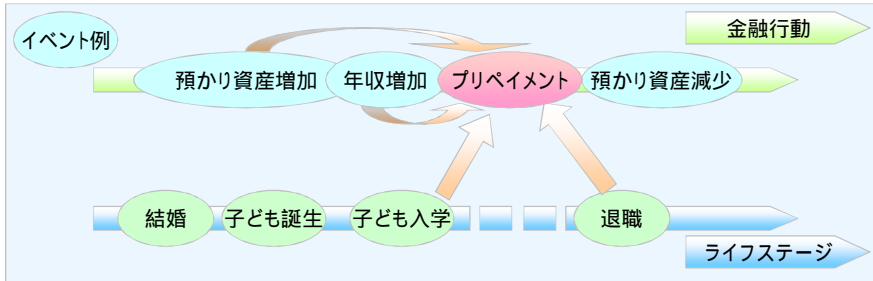 イベント例
金融行動
預かり資産増加
年収増加
プリペイメント
預かり資産減少
結婚
子ども誕生
子ども入学
退職
ライフステージ